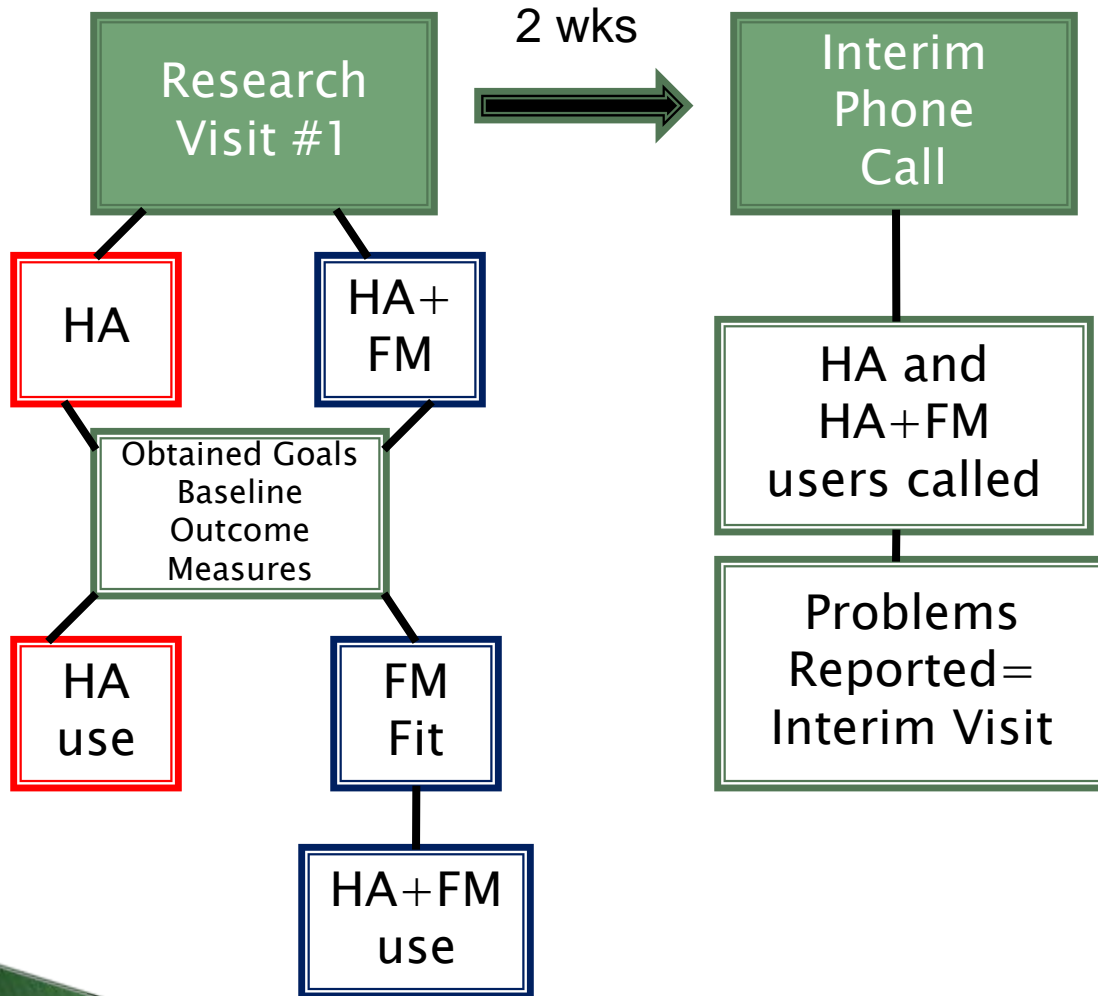 Research
Visit #1
2 wks
Interim
Phone
Call
HA
HA+
FM
Obtained Goals
Baseline
Outcome
Measures
HA
use
FM
Fit
HA+FM
use
HA and
HA+FM
users called
Problems
Reported=
Interim Visit